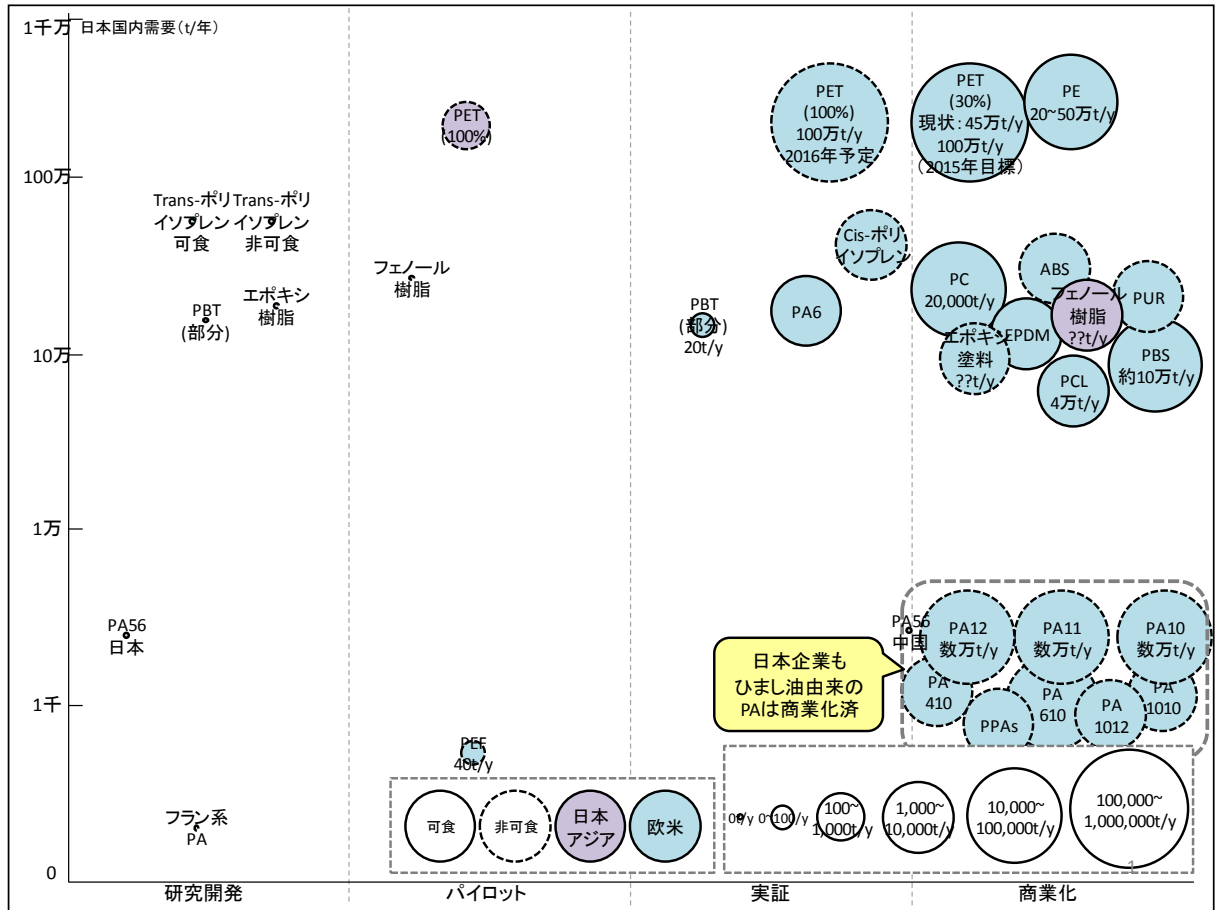 1千万
日本国内需要(t/年)
PET
(100%)
PET
(100%)
100万t/y
2016年予定
PET
(30%)
現状:45万t/y
100万t/y
(2015年目標)
PE
20~50万t/y
100万
Trans-ポリ
イソプレン
可食
Trans-ポリ
イソプレン
非可食
Cis-ポリ
イソプレン
フェノール
樹脂
エポキシ
樹脂
PBT
(部分)
PBT
(部分)
20t/y
PA6
PC
20,000t/y
ABS
フェノール
樹脂
??t/y
PUR
EPDM
エポキシ
塗料
??t/y
PCL
4万t/y
PBS
約10万t/y
10万
1万
PA56
日本
PA56
中国
PA12
数万t/y
PA11
数万t/y
PA10
数万t/y
日本企業も
ひまし油由来の
PAは商業化済
PA
410
PPAs
PA
610
PA
1012
PA
1010
1千
PEF
40t/y
フラン系
PA
可食
非可食
日本
アジア
欧米
0t/y
0~100/y
100~
1,000t/y
1,000~
10,000t/y
10,000~
100,000t/y
100,000~
1,000,000t/y
1
0
研究開発
パイロット
実証
商業化